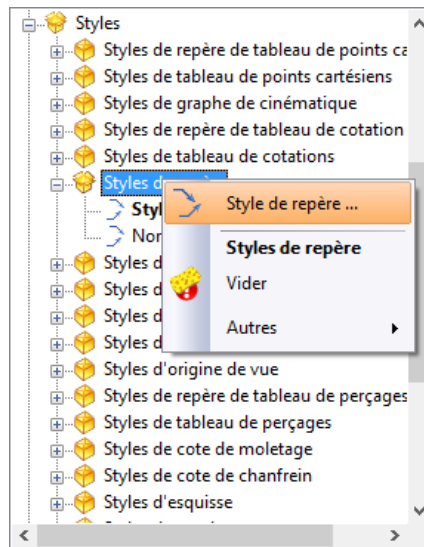 Styles
Styles de repère de tableau de points ca
Styles de tableau de points cartésiens
Styles de graphe de cinématique
Styles de repère de tableau de cotation
Styles de tableau de cotations
Styles d
Styl
Nor
Style de repère ...
Styles de repère
Vider
Autres
Styles d
Styles d
Styles d
Styles d
Styles d'origine de vue
Styles de repère de tableau de perçages
Styles de tableau de perçages
Styles de cote de moletage
Styles de cote de chanfrein
Styles d'esquisse